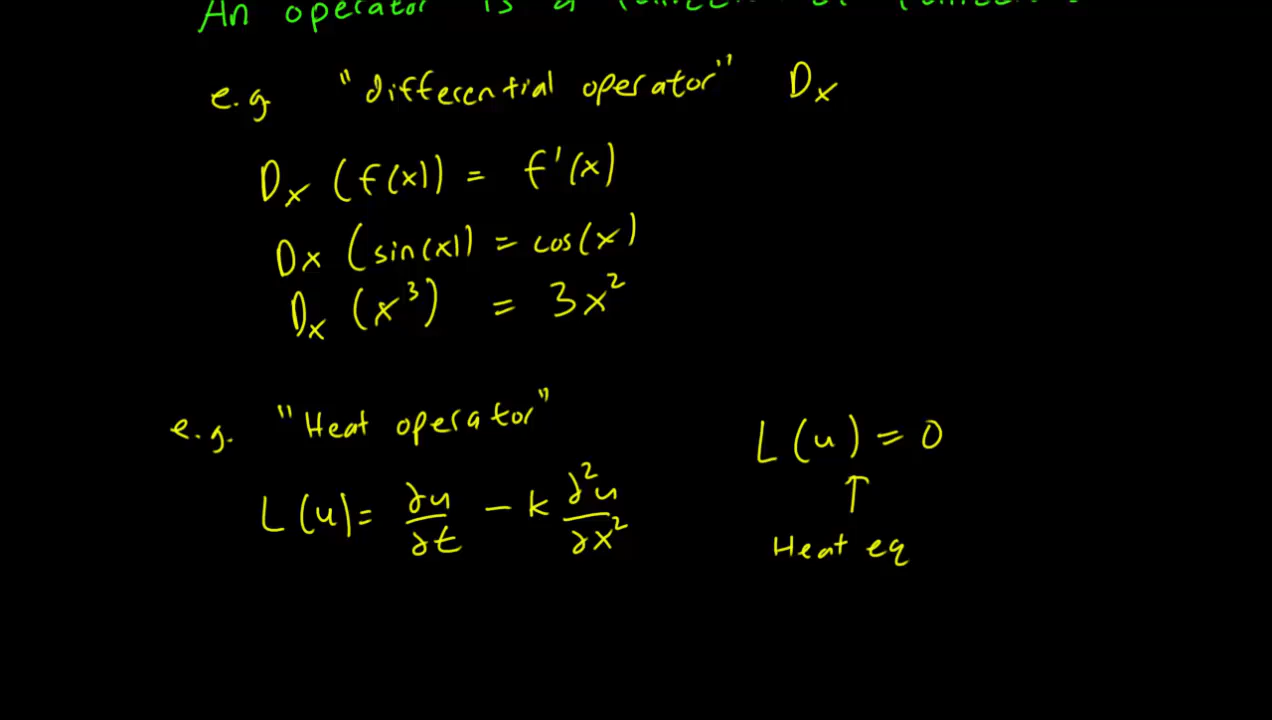 An operator is a
e.g "differential operator" Dx
Dx (f(x)) = f'(x)
Dx (sin(x)) = cos(x)
Dx (x³) = 3x²
e.g. "Heat operator"
L(u) = 0
L(u) = ∂u/∂t - k ∂²u/∂x²
↑
Heat eq